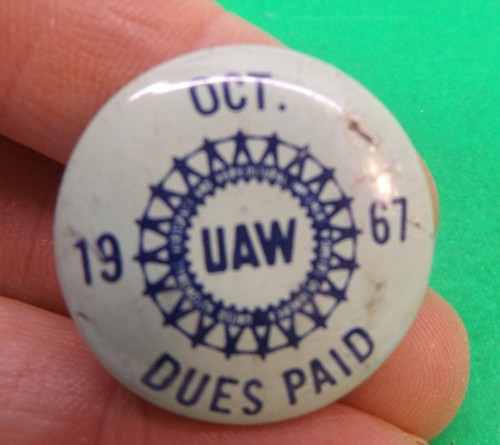 OCT.
19 67
UAW
DUES PAID